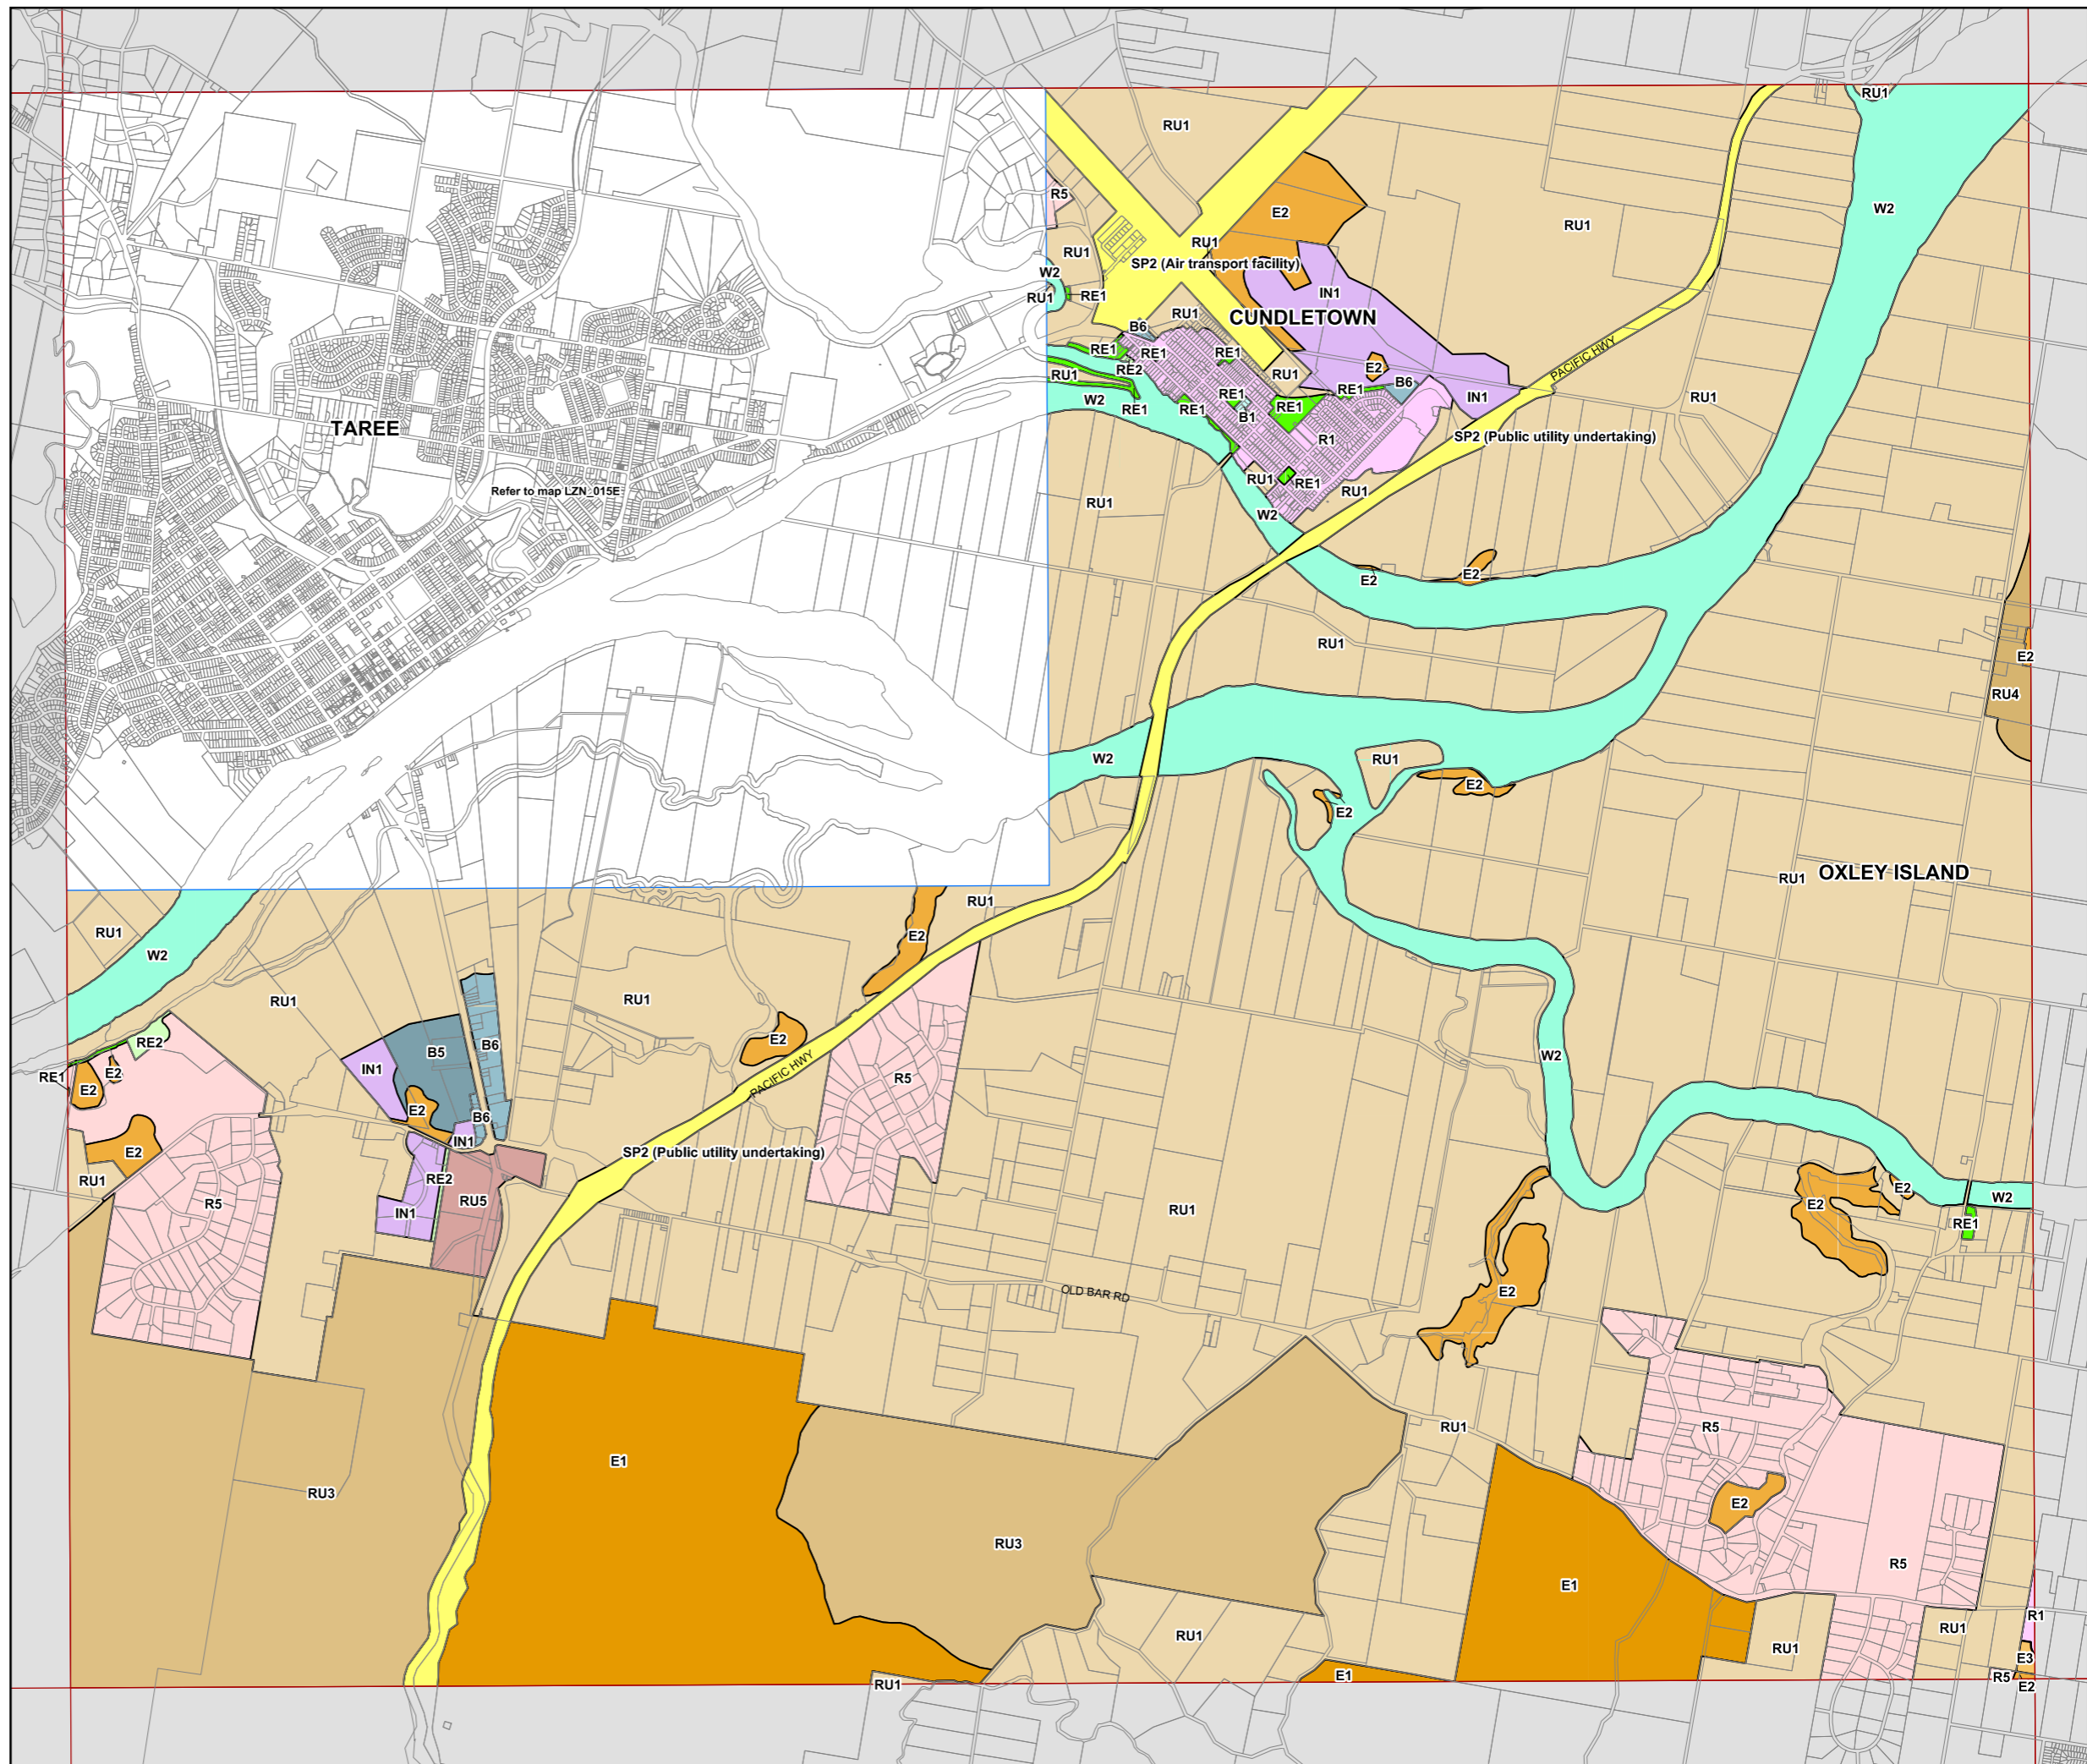 RU1
RU1
R5
W2
E2
RU1
RU1
RU1
SP2 (Air transport facility)
W2
RU1
RE1
IN1
RU1
CUNDLETOWN
B6
RE1
RE1
RE1
RE2
RU1
E2
RU1
B6
RE1
PACIFIC HWY
W2
RE1
RE1
RE1
B1
RE1
IN1
RU1
TAREE
R1
SP2 (Public utility undertaking)
Refer to map LZN_015E
RU1
RU1
RE1
RU1
W2
E2
E2
RU1
E2
RU4
W2
RU1
E2
E2
RU1
OXLEY ISLAND
RU1
RU1
W2
E2
RU1
RU1
RE2
B5
B6
E2
W2
RE1
E2
E2
IN1
PACIFIC HWY
R5
E2
B6
IN1
E2
SP2 (Public utility undertaking)
RU1
R5
RE2
RU5
IN1
RU1
E2
E2
W2
RE1
OLD BAR RD
E2
E1
RU3
RU1
R5
E2
RU3
R5
E1
RU1
RU1
RU1
R1
E3
RU1
E1
R5
E2